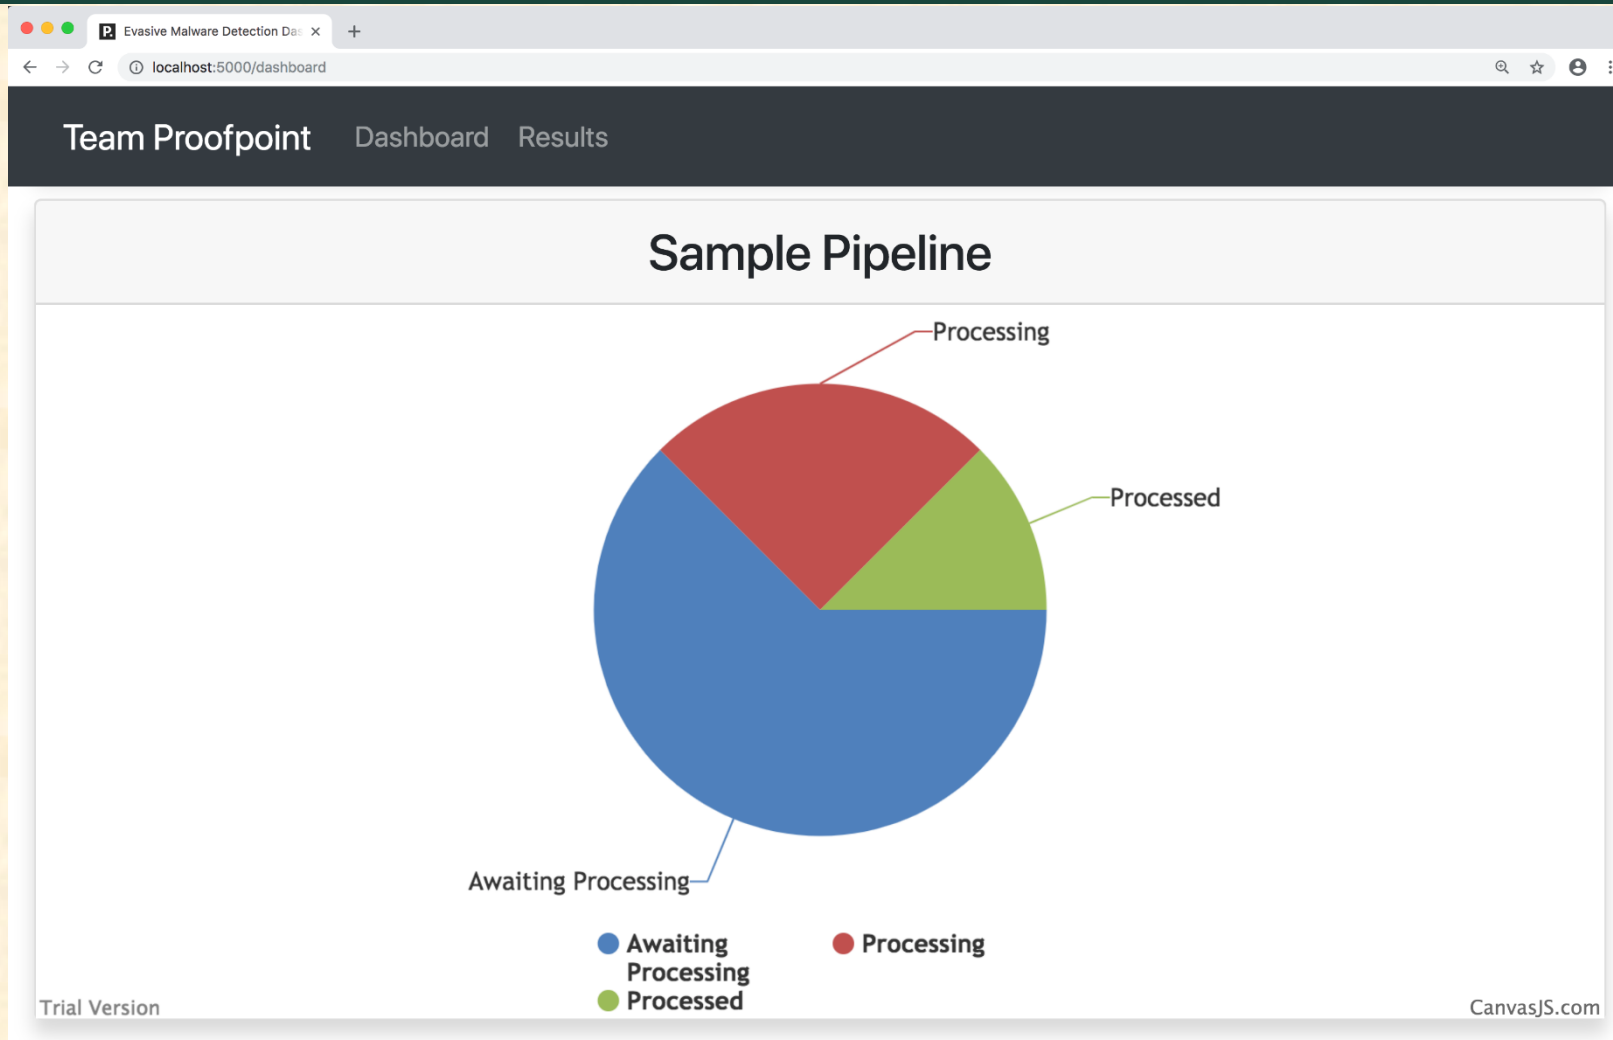 P. Evasive Malware Detection Da
localhost:5000/dashboard
Team Proofpoint Dashboard Results
Sample Pipeline
Processing
Processed
Awaiting Processing
Awaiting Processing
Processing
Processed
Trial Version
CanvasJS.com